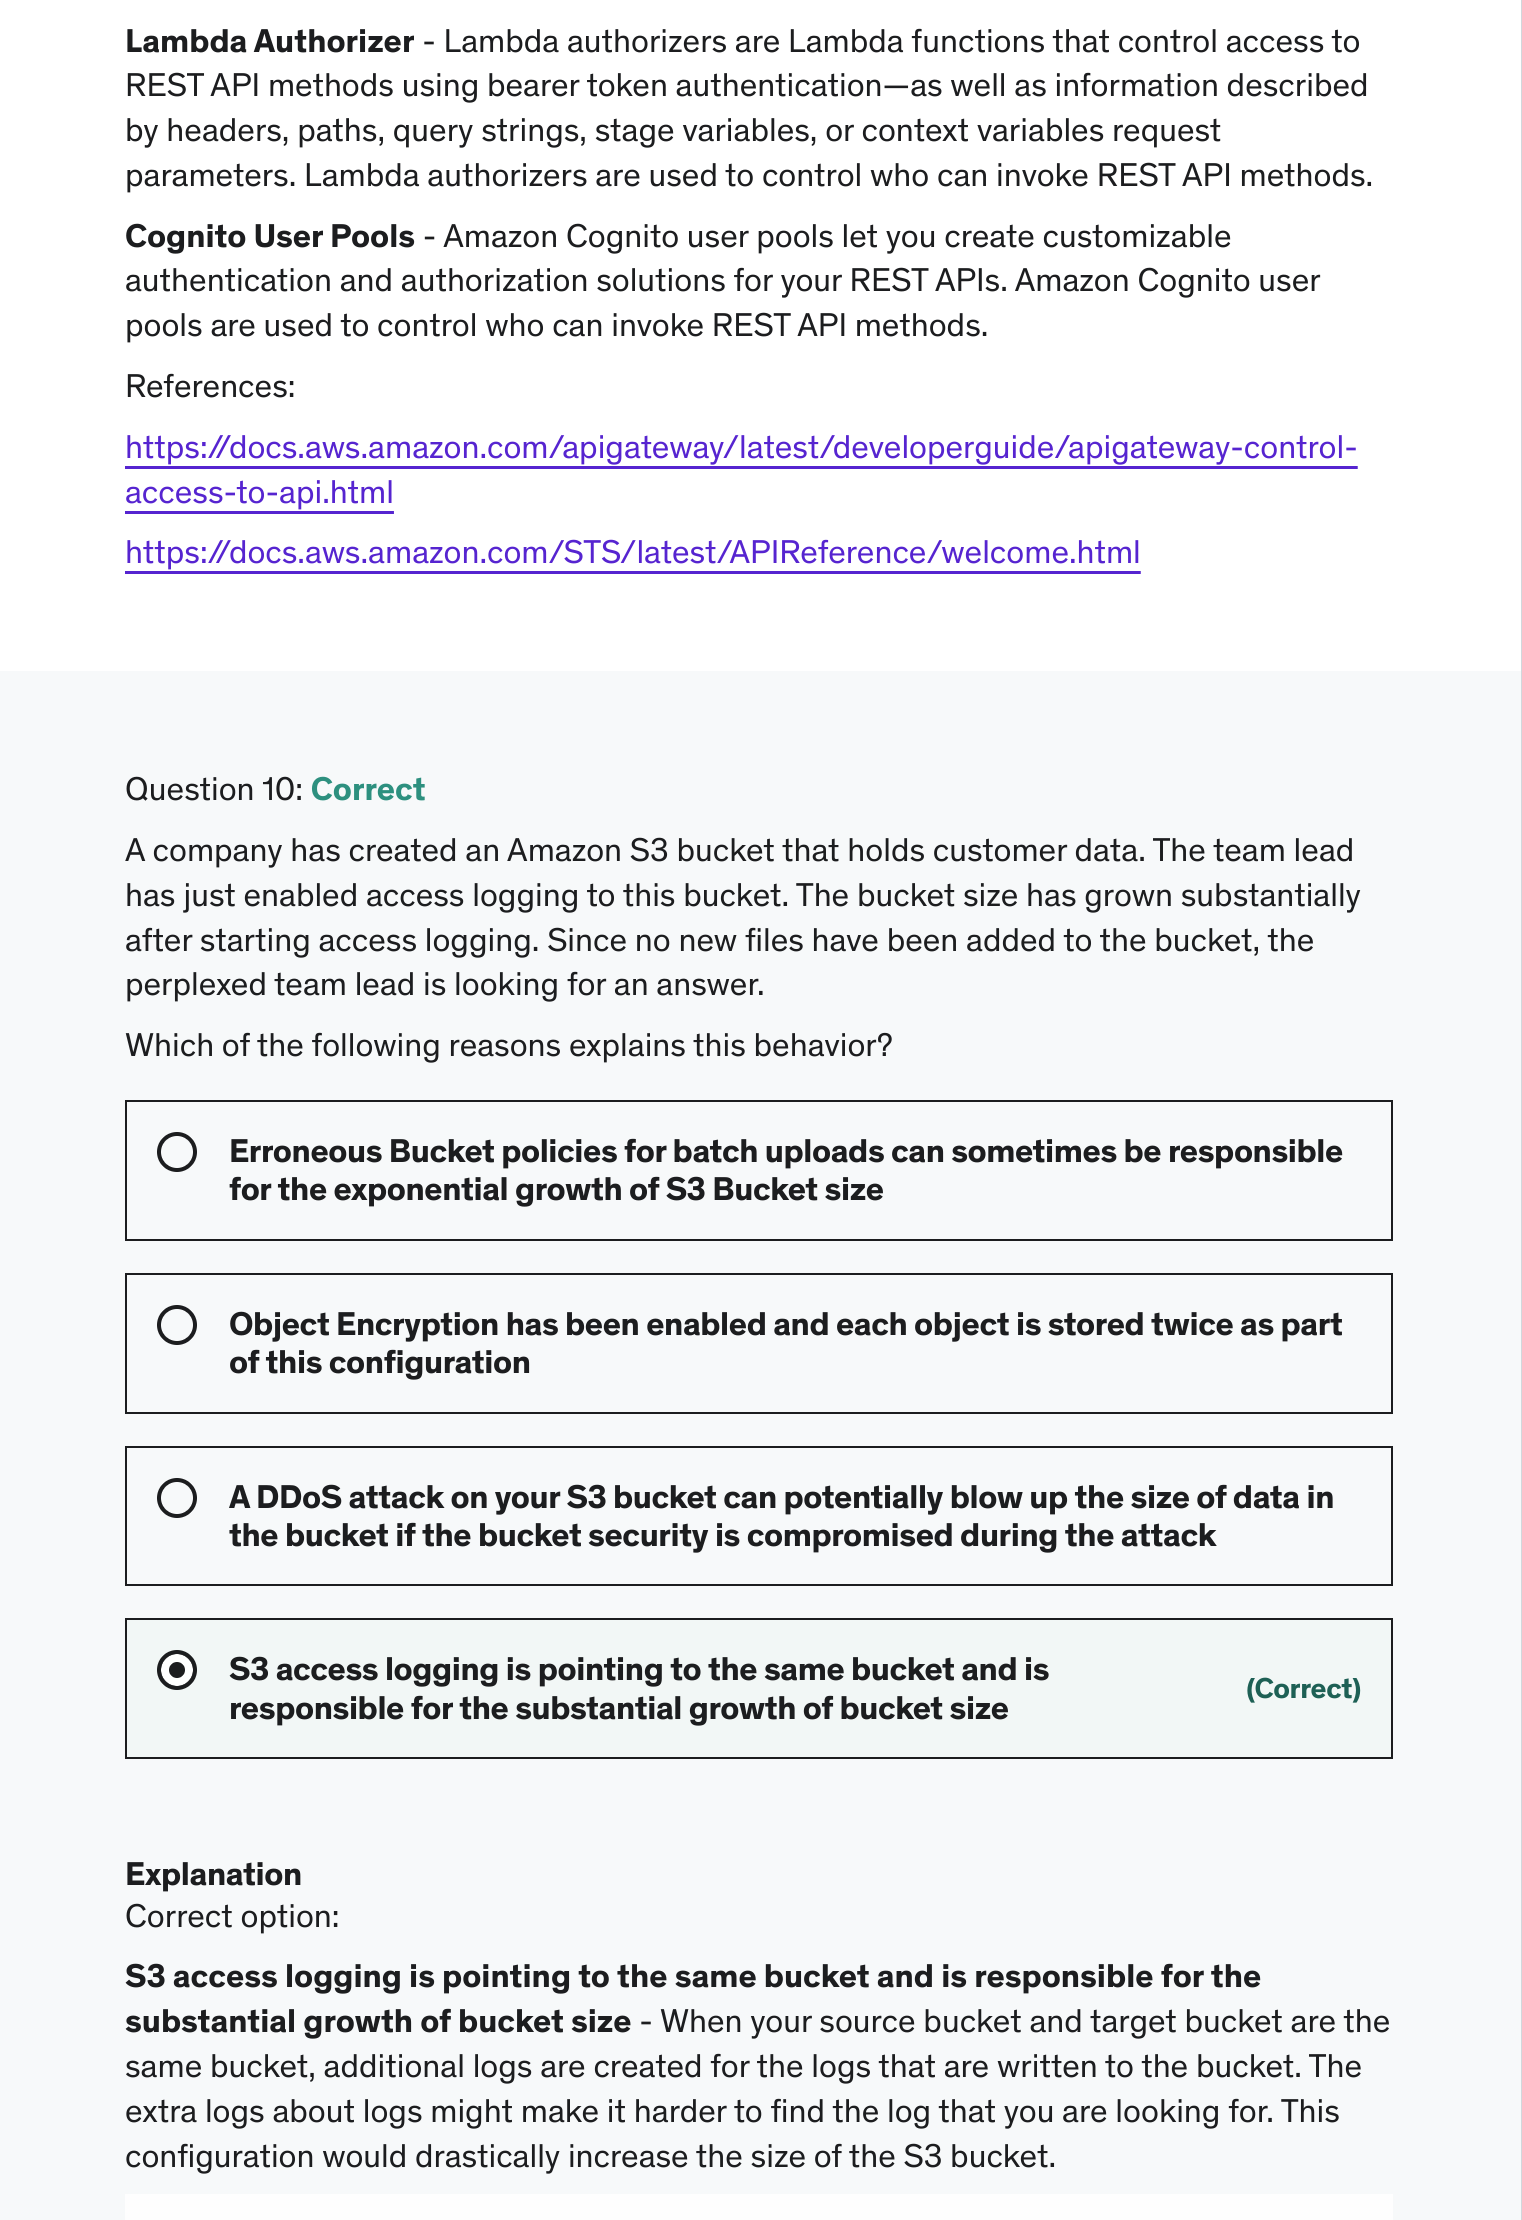 Lambda Authorizer - Lambda authorizers are Lambda functions that control access to
REST API methods using bearer token authentication—as well as information described
by headers, paths, query strings, stage variables, or context variables request
parameters. Lambda authorizers are used to control who can invoke REST API methods.
Cognito User Pools - Amazon Cognito user pools let you create customizable
authentication and authorization solutions for your REST APIs. Amazon Cognito user
pools are used to control who can invoke REST API methods.
References:
https://docs.aws.amazon.com/apigateway/latest/developerguide/apigateway-control-
access-to-api.html
https://docs.aws.amazon.com/STS/latest/APIReference/welcome.html
Question 10: Correct
A company has created an Amazon S3 bucket that holds customer data. The team lead
has just enabled access logging to this bucket. The bucket size has grown substantially
after starting access logging. Since no new files have been added to the bucket, the
perplexed team lead is looking for an answer.
Which of the following reasons explains this behavior?
Erroneous Bucket policies for batch uploads can sometimes be responsible
for the exponential growth of S3 Bucket size
Object Encryption has been enabled and each object is stored twice as part
of this configuration
A DDoS attack on your S3 bucket can potentially blow up the size of data in
the bucket if the bucket security is compromised during the attack
S3 access logging is pointing to the same bucket and is
responsible for the substantial growth of bucket size
(Correct)
Explanation
Correct option:
S3 access logging is pointing to the same bucket and is responsible for the
substantial growth of bucket size - When your source bucket and target bucket are the
same bucket, additional logs are created for the logs that are written to the bucket. The
extra logs about logs might make it harder to find the log that you are looking for. This
configuration would drastically increase the size of the S3 bucket.